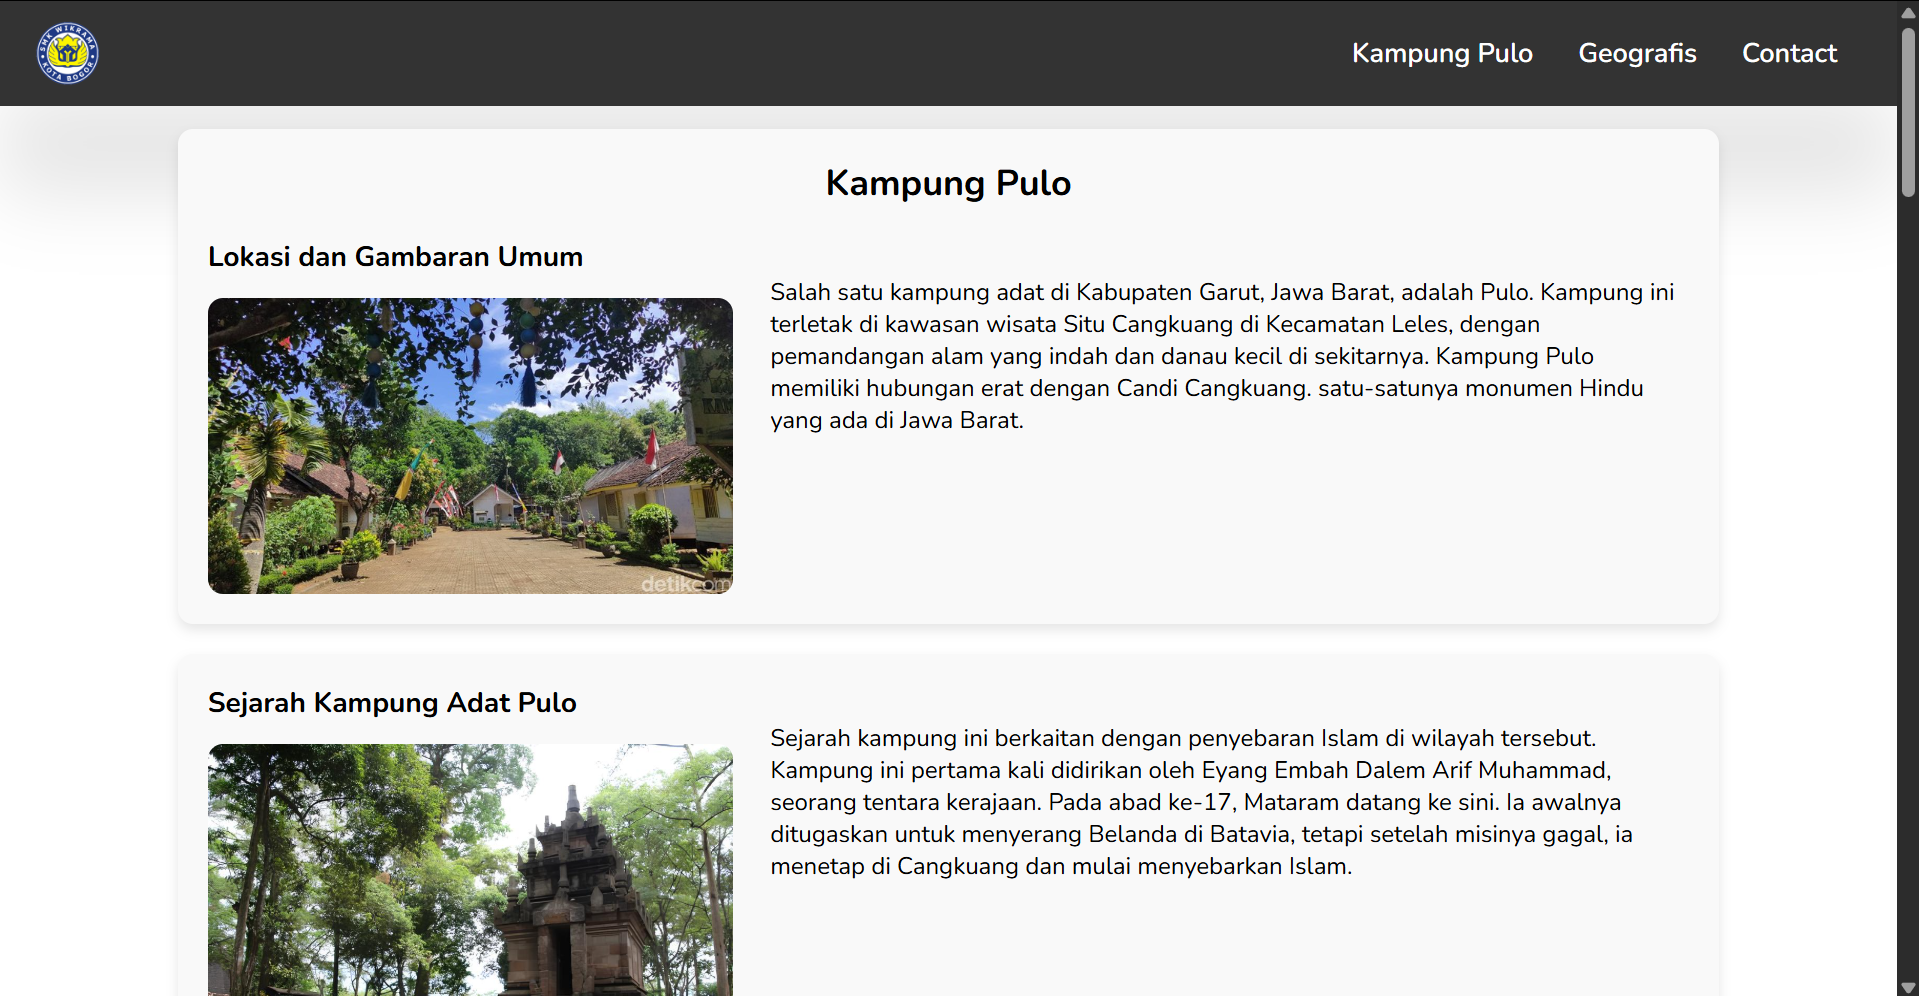 SMK WIKRAMA
KOTA BOGOR
Kampung Pulo
Geografis
Contact
Kampung Pulo
Lokasi dan Gambaran Umum
Salah satu kampung adat di Kabupaten Garut, Jawa Barat, adalah Pulo. Kampung ini
terletak di kawasan wisata Situ Cangkuang di Kecamatan Leles, dengan
pemandangan alam yang indah dan danau kecil di sekitarnya. Kampung Pulo
memiliki hubungan erat dengan Candi Cangkuang. satu-satunya monumen Hindu
yang ada di Jawa Barat.
detikcom
Sejarah Kampung Adat Pulo
Sejarah kampung ini berkaitan dengan penyebaran Islam di wilayah tersebut.
Kampung ini pertama kali didirikan oleh Eyang Embah Dalem Arif Muhammad,
seorang tentara kerajaan. Pada abad ke-17, Mataram datang ke sini. Ia awalnya
ditugaskan untuk menyerang Belanda di Batavia, tetapi setelah misinya gagal, ia
menetap di Cangkuang dan mulai menyebarkan Islam.